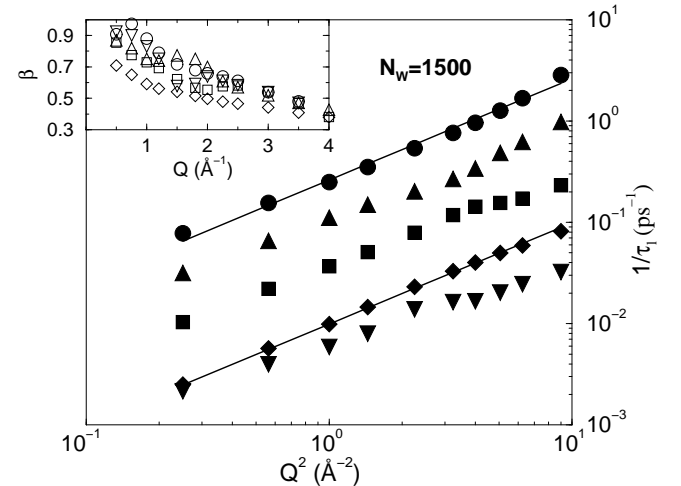 10¹
0.9
0.7
0.5
0.3
β
1 2 3 4
Q (Å⁻¹)
N_W=1500
10⁰
10⁻¹
10⁻²
10⁻³
1/τ_l (ps⁻¹)
10⁻¹ 10⁰ 10¹
Q² (Å⁻²)